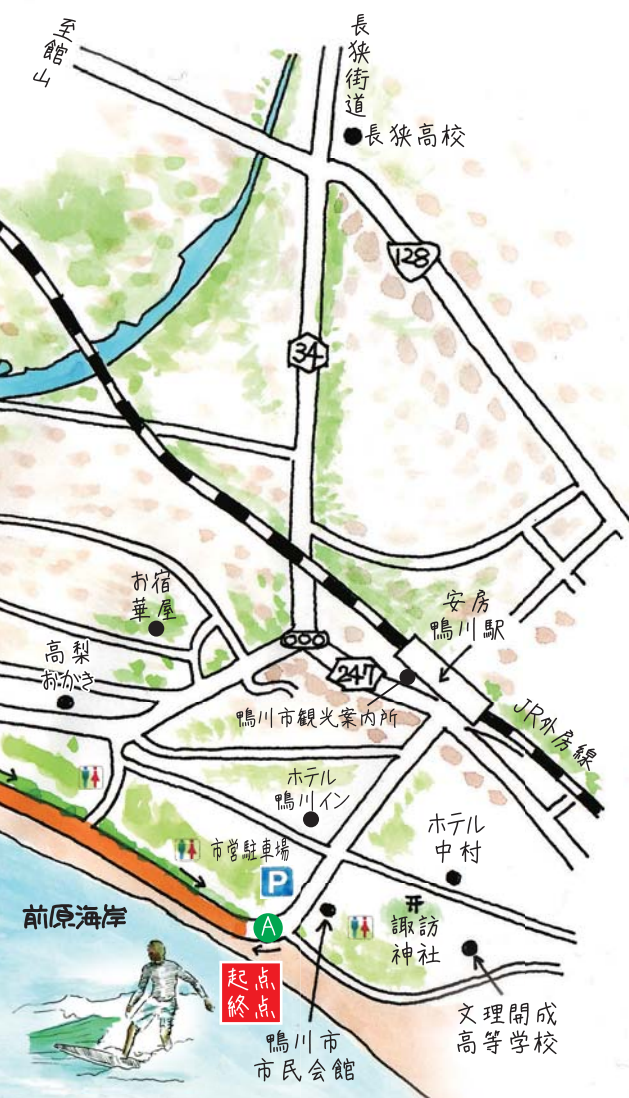 至館山
長狭街道
長狭高校
128
34
お宿
華屋
安房
鴨川駅
高梨
おかき
247
鴨川市観光案内所
JR外房線
ホテル
鴨川イン
ホテル
中村
市営駐車場
P
前原海岸
A
諏訪
神社
起点
終点
文理開成
高等学校
鴨川市
市民会館